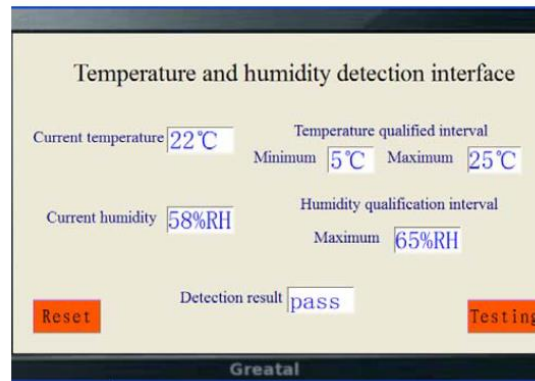 Temperature and humidity detection interface
Current temperature 22℃
Temperature qualified interval
Minimum 5℃ Maximum 25℃
Current humidity 58%RH
Humidity qualification interval
Maximum 65%RH
Detection result pass
Reset
Testing
Greatal